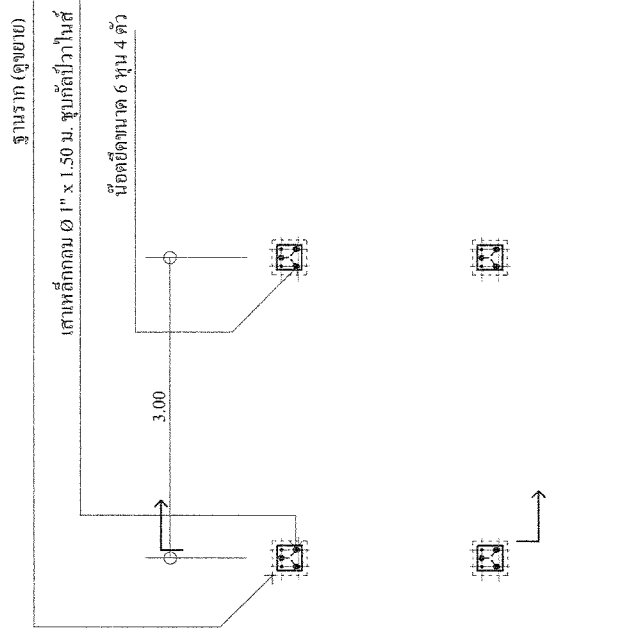 ฐานราก (ดูขยาย)
เสาเหล็กกลม Ø 1" x 1.50 ม. ชุบกัลป์วาไนส์
น๊อตยึดขนาด 6 หุน 4 ตัว
3.00